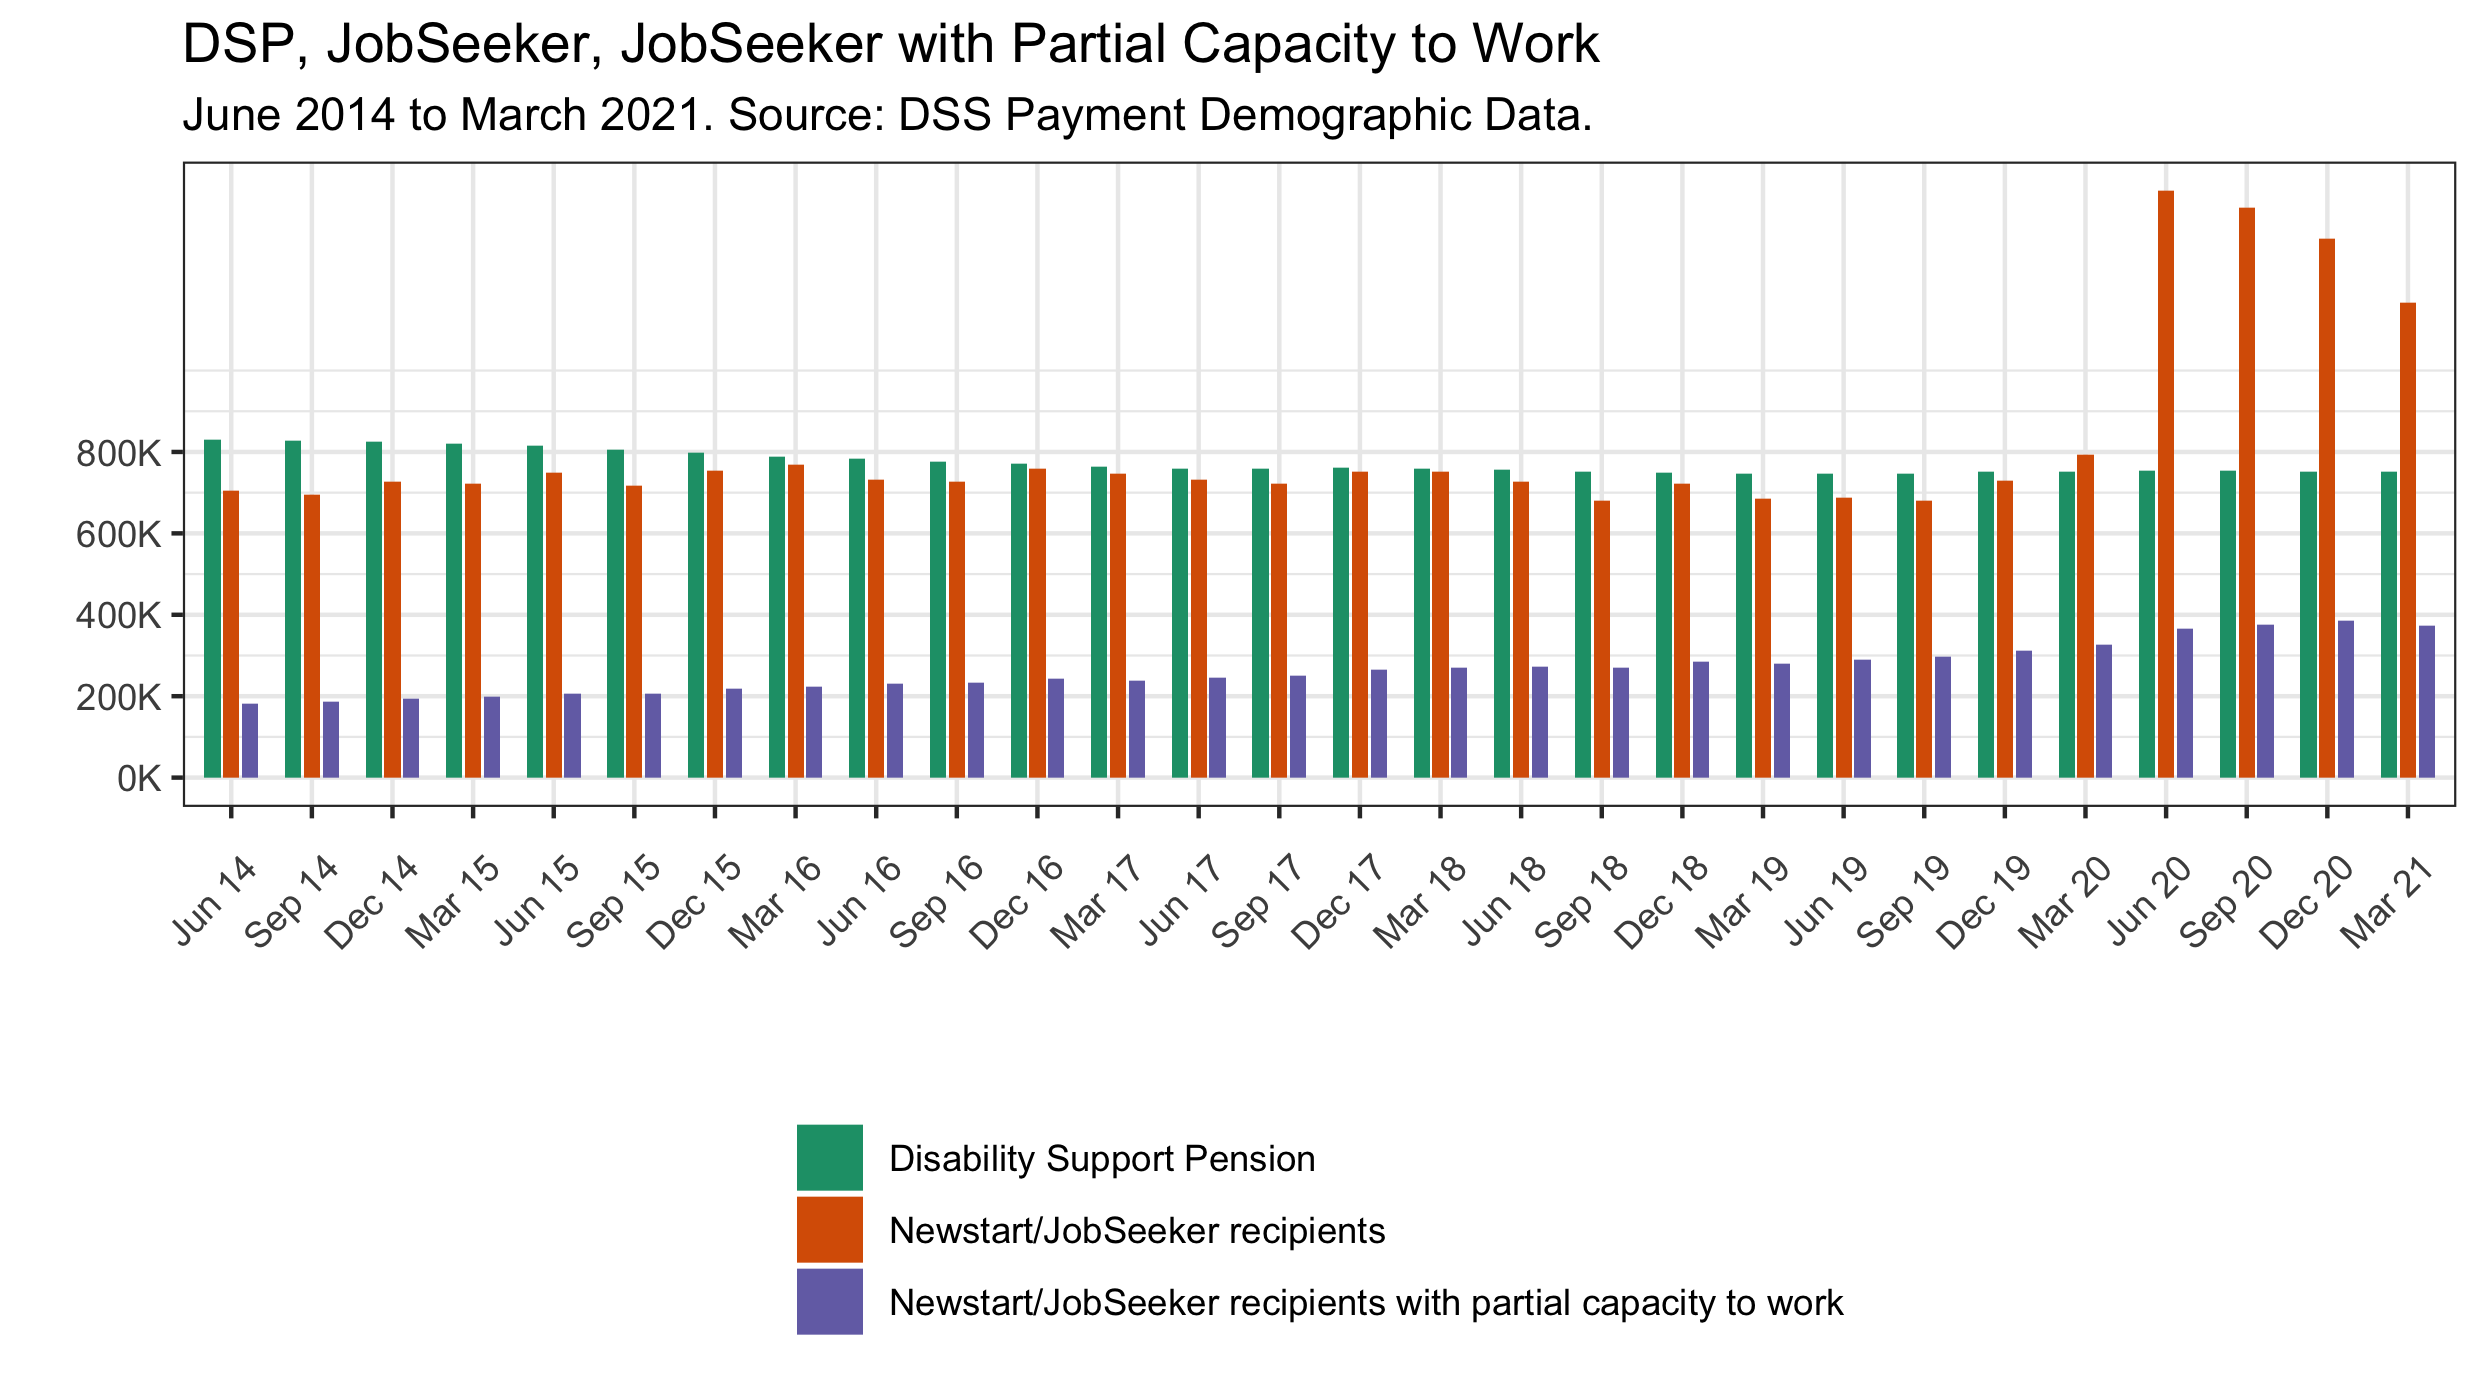 DSP, JobSeeker, JobSeeker with Partial Capacity to Work
June 2014 to March 2021. Source: DSS Payment Demographic Data.
800K
600K
400K
200K
0K
Jun 14
Sep 14
Dec 14
Mar 15
Jun 15
Sep 15
Dec 15
Mar 16
Jun 16
Sep 16
Dec 16
Mar 17
Jun 17
Sep 17
Dec 17
Mar 18
Jun 18
Sep 18
Dec 18
Mar 19
Jun 19
Sep 19
Dec 19
Mar 20
Jun 20
Sep 20
Dec 20
Mar 21
Disability Support Pension
Newstart/JobSeeker recipients
Newstart/JobSeeker recipients with partial capacity to work